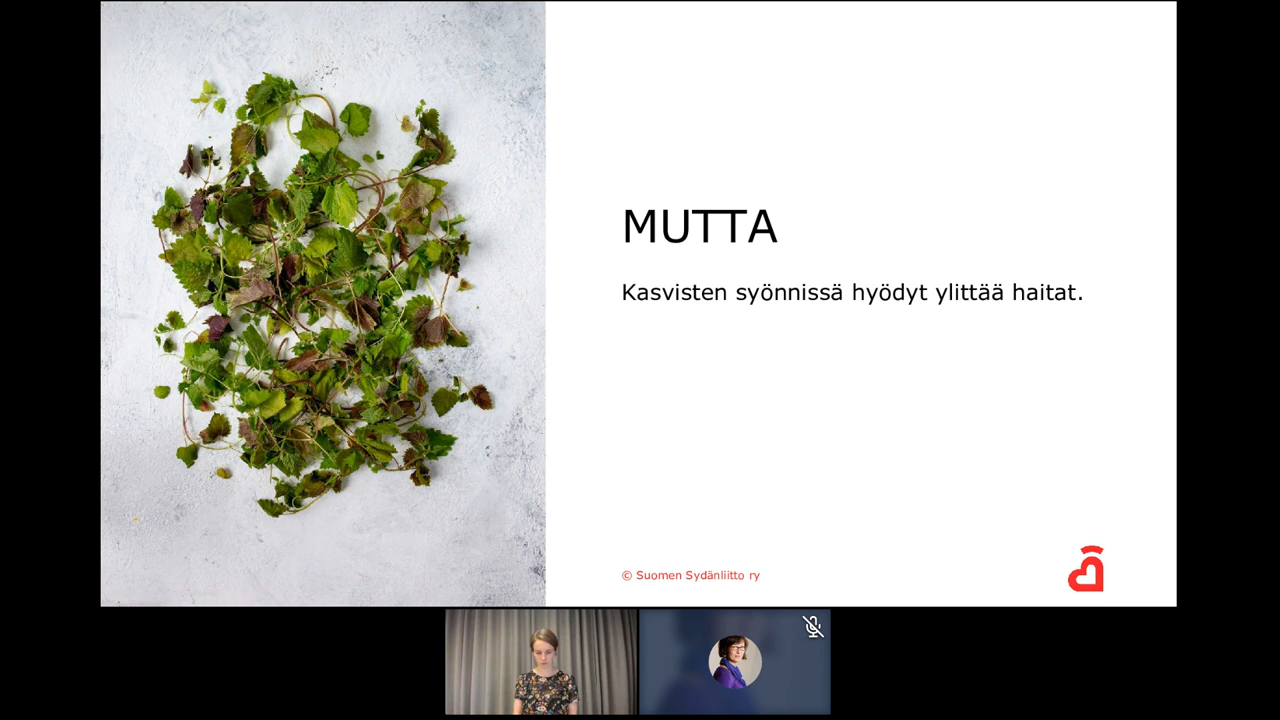 MUTTA
Kasvisten syönnissä hyödyt ylittää haitat.
© Suomen Sydänliitto ry